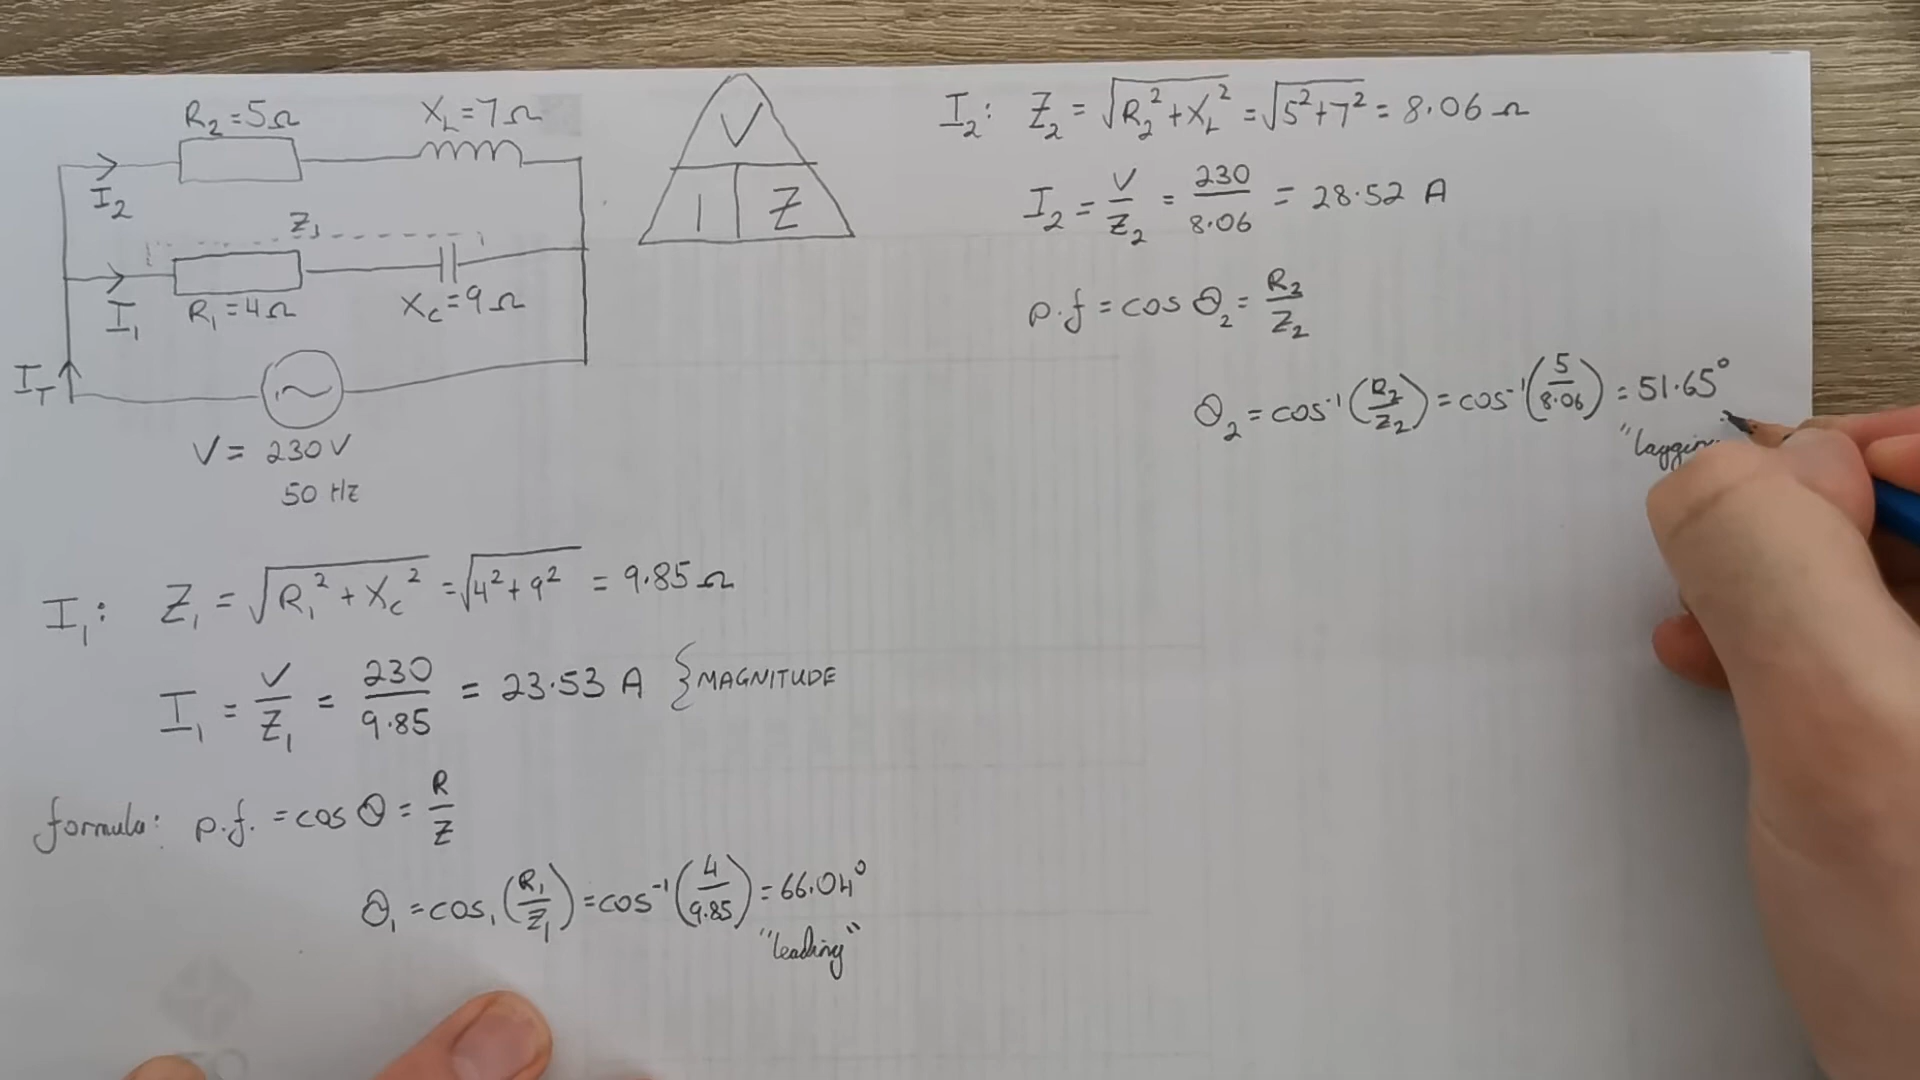 R₂=5Ω
X_L=7Ω
I₂
Z₁
I₁
R₁=4Ω
X_C=9Ω
I_T
V = 230 V
50 Hz
V
I Z
I₁: Z₁ = √(R₁² + X_C²) = √(4² + 9²) = 9.85 Ω
I₁ = V/Z₁ = 230/9.85 = 23.53 A } MAGNITUDE
formula: p.f. = cos θ = R/Z
θ₁ = cos₁ (R₁/Z₁) = cos⁻¹ (4/9.85) = 66.04°
"leading"
I₂: Z₂ = √(R₂² + X_L²) = √(5² + 7²) = 8.06 Ω
I₂ = V/Z₂ = 230/8.06 = 28.52 A
p.f = cos θ₂ = R₂/Z₂
θ₂ = cos⁻¹ (R₂/Z₂) = cos⁻¹ (5/8.06) = 51.65°
"laggin